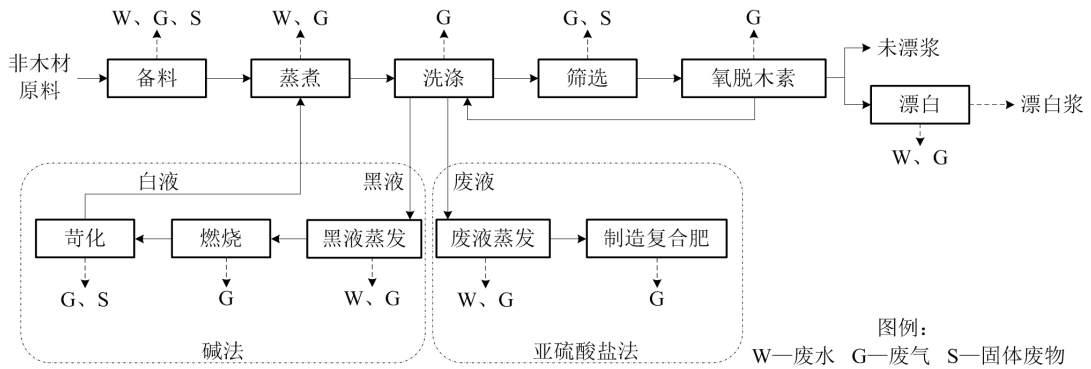 W、G、S
W、G
G
G、S
G
非木材
原料
备料
蒸煮
洗涤
筛选
氧脱木素
未漂浆
漂白
漂白浆
W、G
白液
黑液
废液
苛化
燃烧
黑液蒸发
废液蒸发
制造复合肥
G、S
G
W、G
W、G
G
碱法
亚硫酸盐法
图例：
W—废水 G—废气 S—固体废物